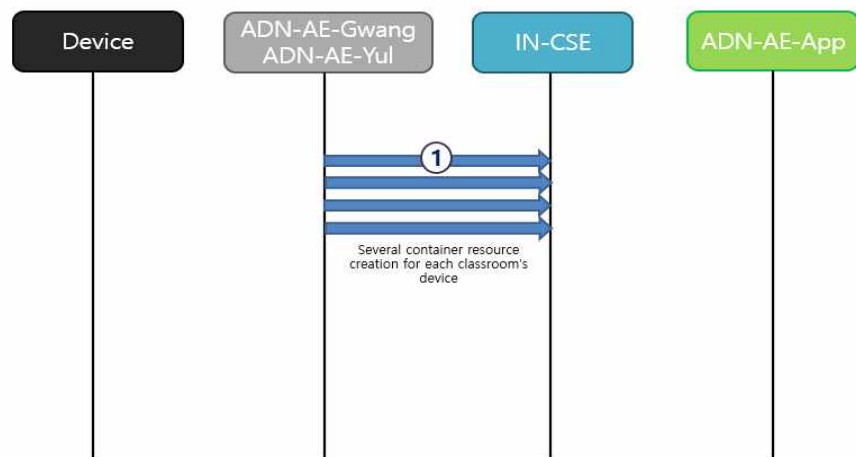 Device
ADN-AE-Gwang
ADN-AE-Yul
IN-CSE
ADN-AE-App
1
Several container resource
creation for each classroom's
device